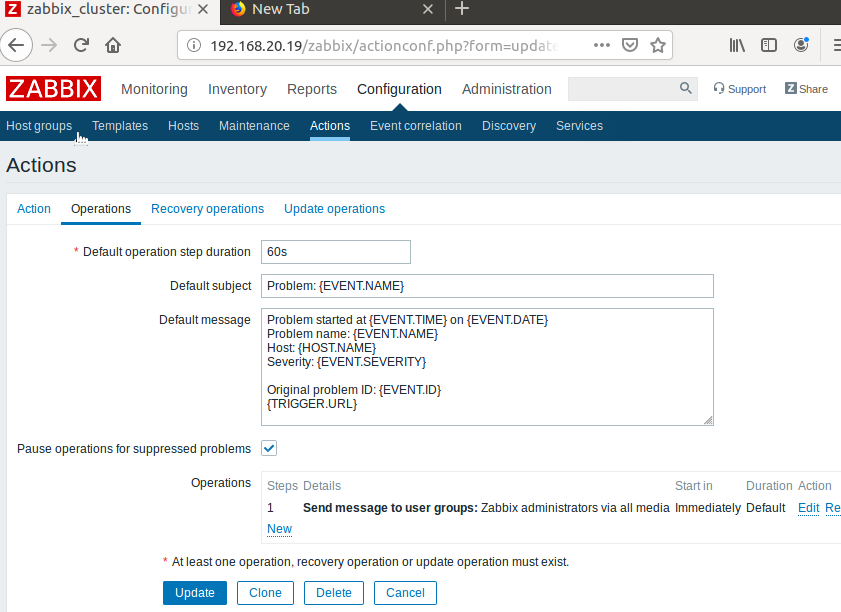 Z zabbix_cluster: Configu
New Tab
192.168.20.19/zabbix/actionconf.php?form=update
ZABBIX Monitoring Inventory Reports Configuration Administration Support Z Share
Host groups Templates Hosts Maintenance Actions Event correlation Discovery Services
Actions
Action Operations Recovery operations Update operations
* Default operation step duration 60s
Default subject Problem: {EVENT.NAME}
Default message Problem started at {EVENT.TIME} on {EVENT.DATE}
Problem name: {EVENT.NAME}
Host: {HOST.NAME}
Severity: {EVENT.SEVERITY}
Original problem ID: {EVENT.ID}
{TRIGGER.URL}
Pause operations for suppressed problems
Operations Steps Details Start in Duration Action
1 Send message to user groups: Zabbix administrators via all media Immediately Default Edit Re
New
* At least one operation, recovery operation or update operation must exist.
Update Clone Delete Cancel